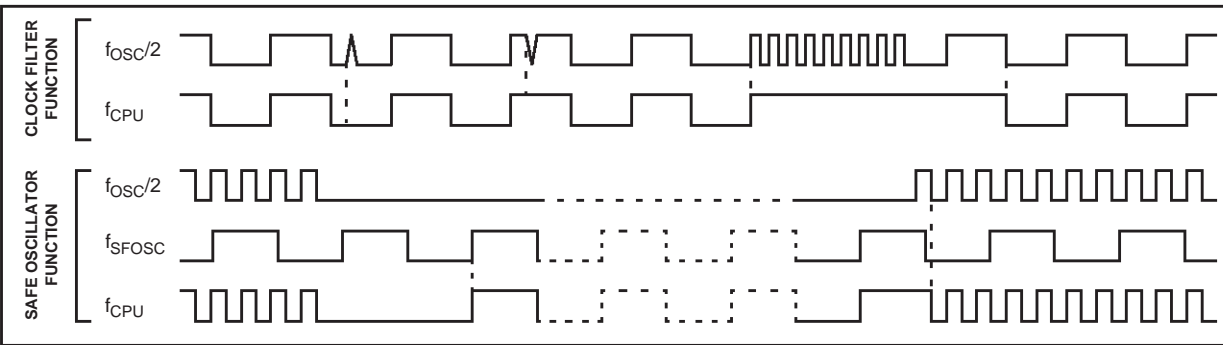 CLOCK FILTER
FUNCTION
fOSC/2
fCPU
SAFE OSCILLATOR
FUNCTION
fOSC/2
fSFOSC
fCPU